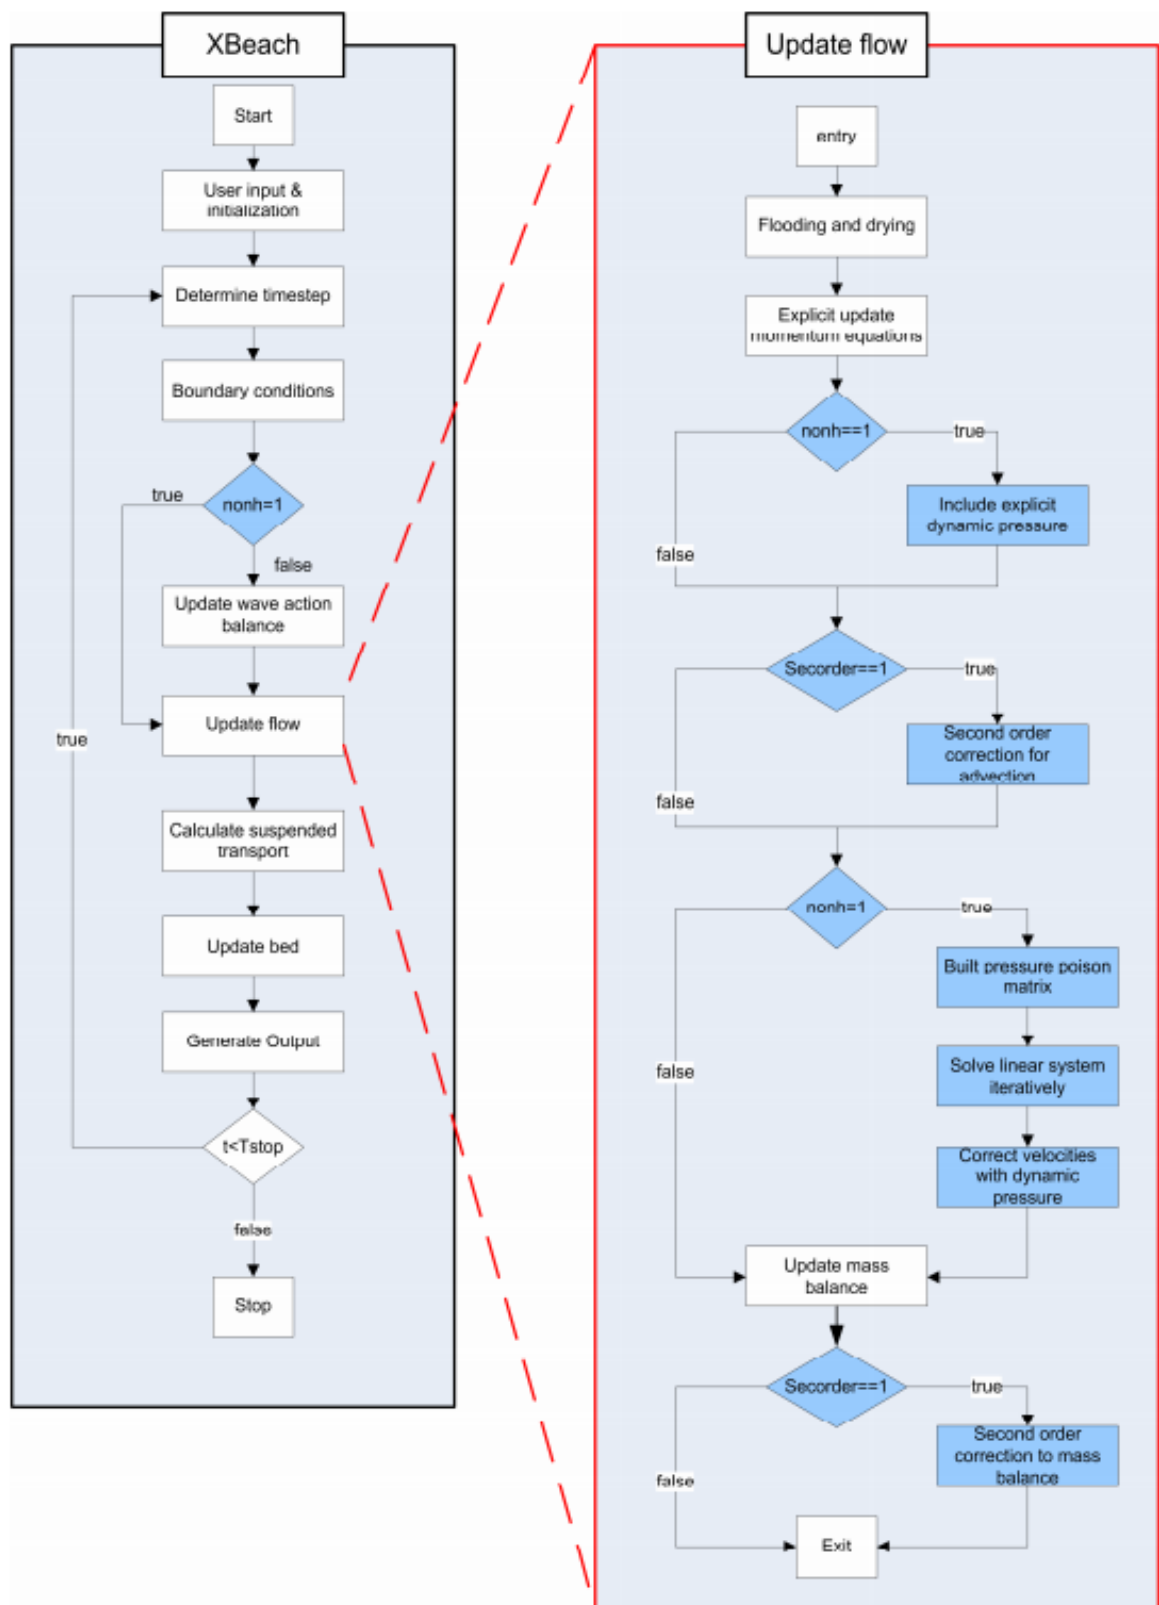 XBeach
Start
User input &
initialization
Determine timestep
Boundary conditions
nonh=1
true
false
Update wave action
balance
Update flow
true
Calculate suspended
transport
Update bed
Generate Output
t<Tstop
false
Stop
Update flow
entry
Flooding and drying
Explicit update
momentum equations
nonh==1
true
Include explicit
dynamic pressure
false
Secorder==1
true
Second order
correction for
advection
false
nonh=1
true
Built pressure poison
matrix
Solve linear system
iteratively
false
Correct velocities
with dynamic
pressure
Update mass
balance
Secorder==1
true
Second order
correction to mass
balance
false
Exit